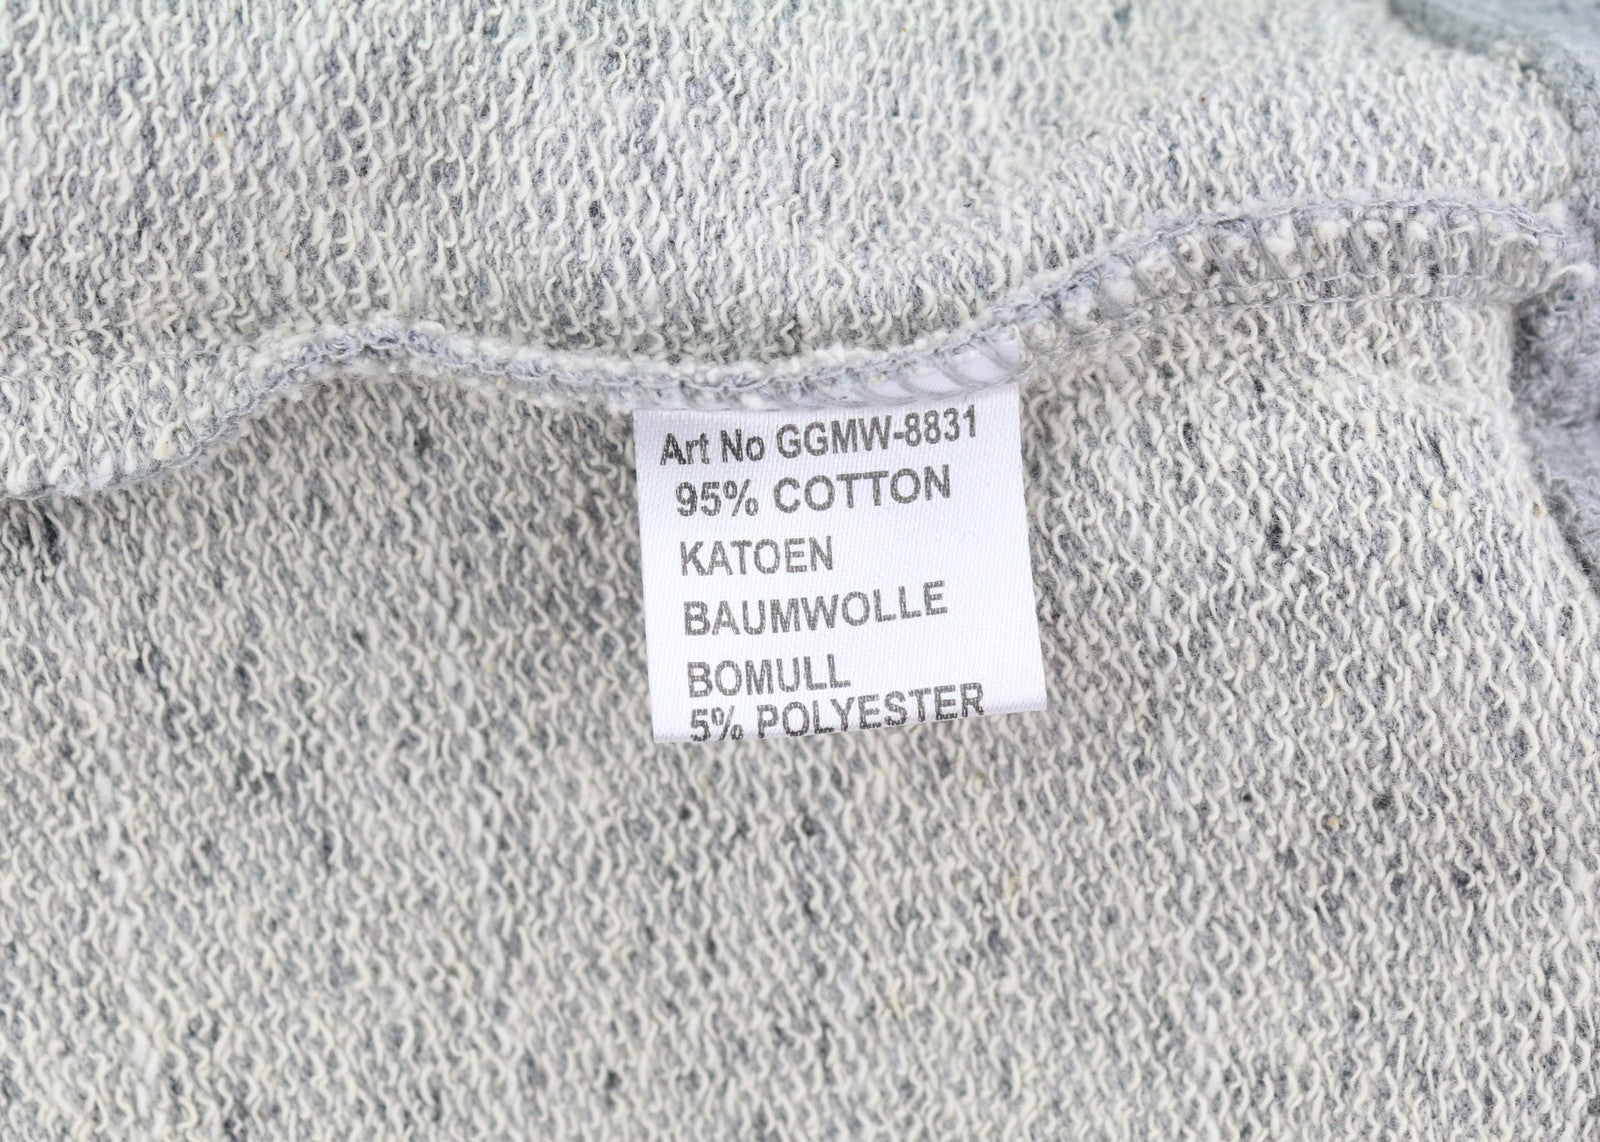 Art No GGMW-8831
95% COTTON
KATOEN
BAUMWOLLE
BOMULL
5% POLYESTER